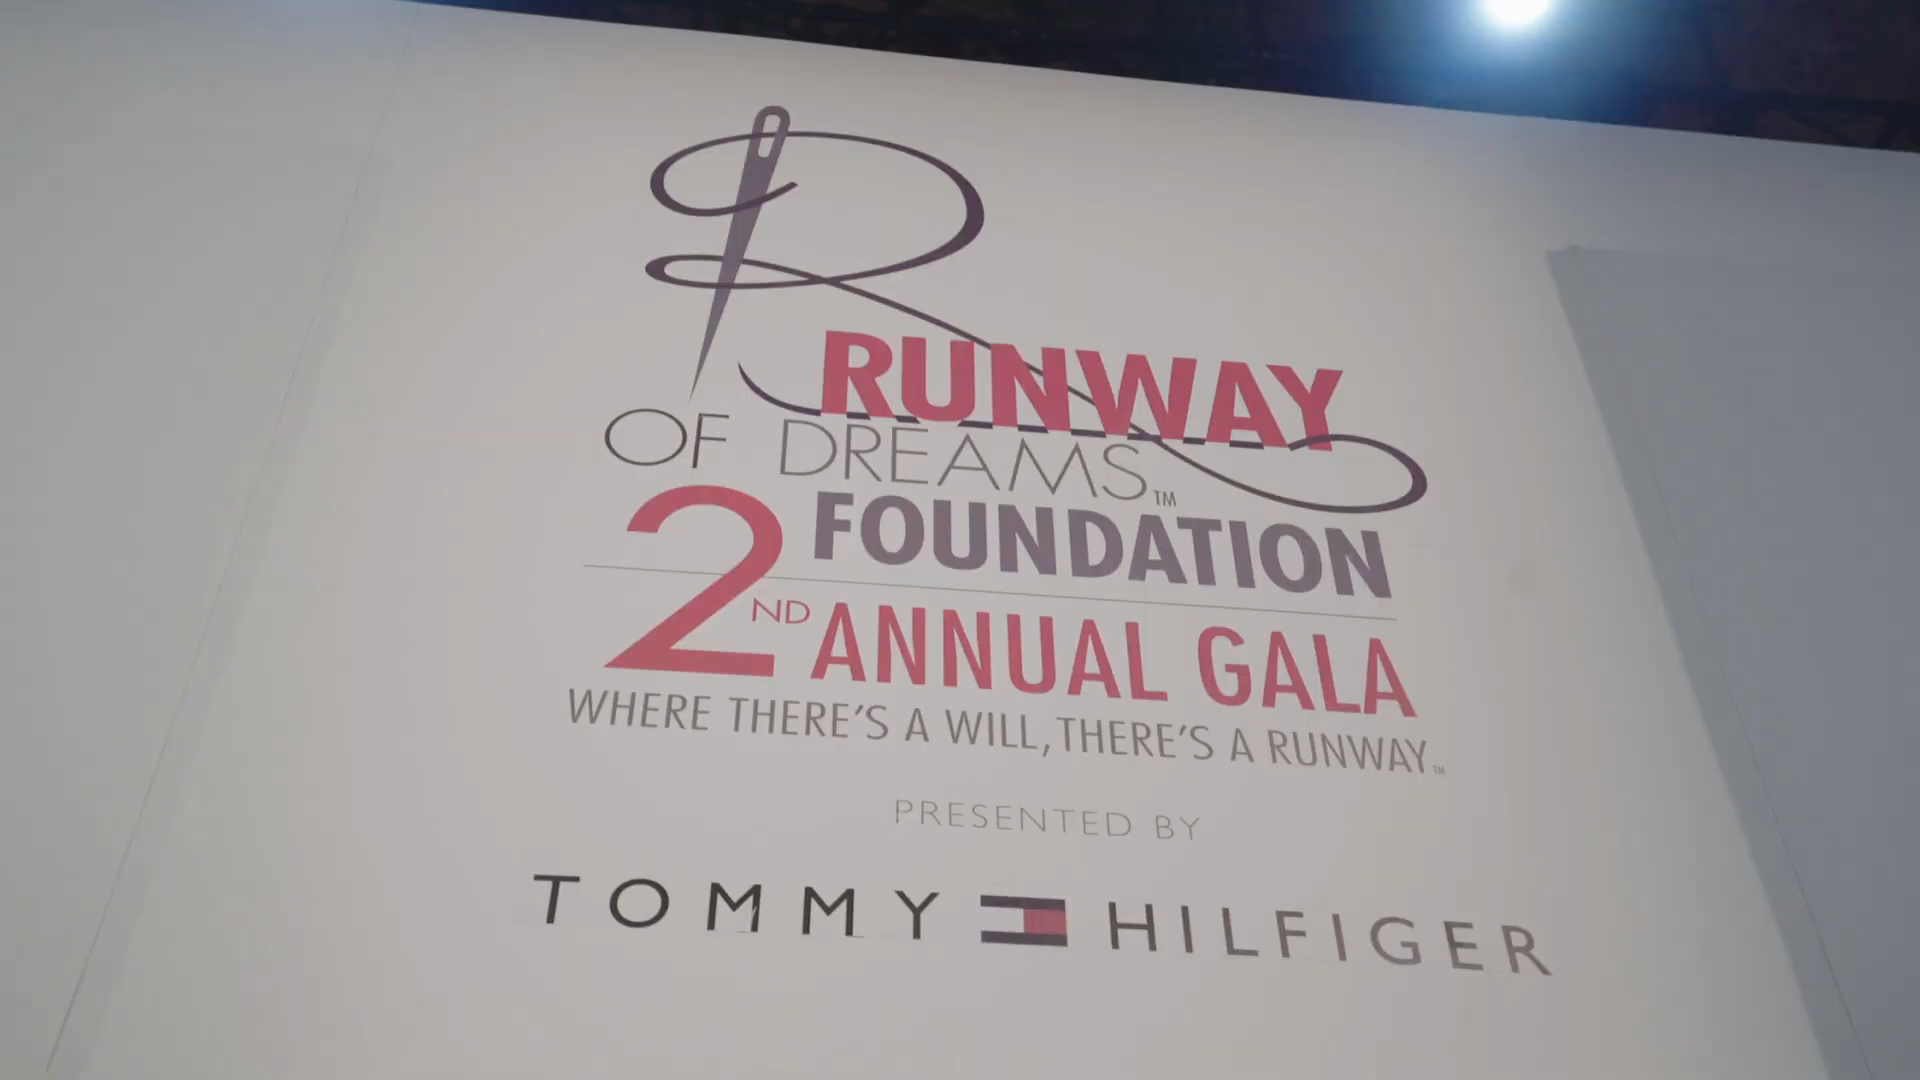 RUNWAY
OF DREAMS™
FOUNDATION
2ND ANNUAL GALA
WHERE THERE'S A WILL, THERE'S A RUNWAY™
PRESENTED BY
TOMMY HILFIGER